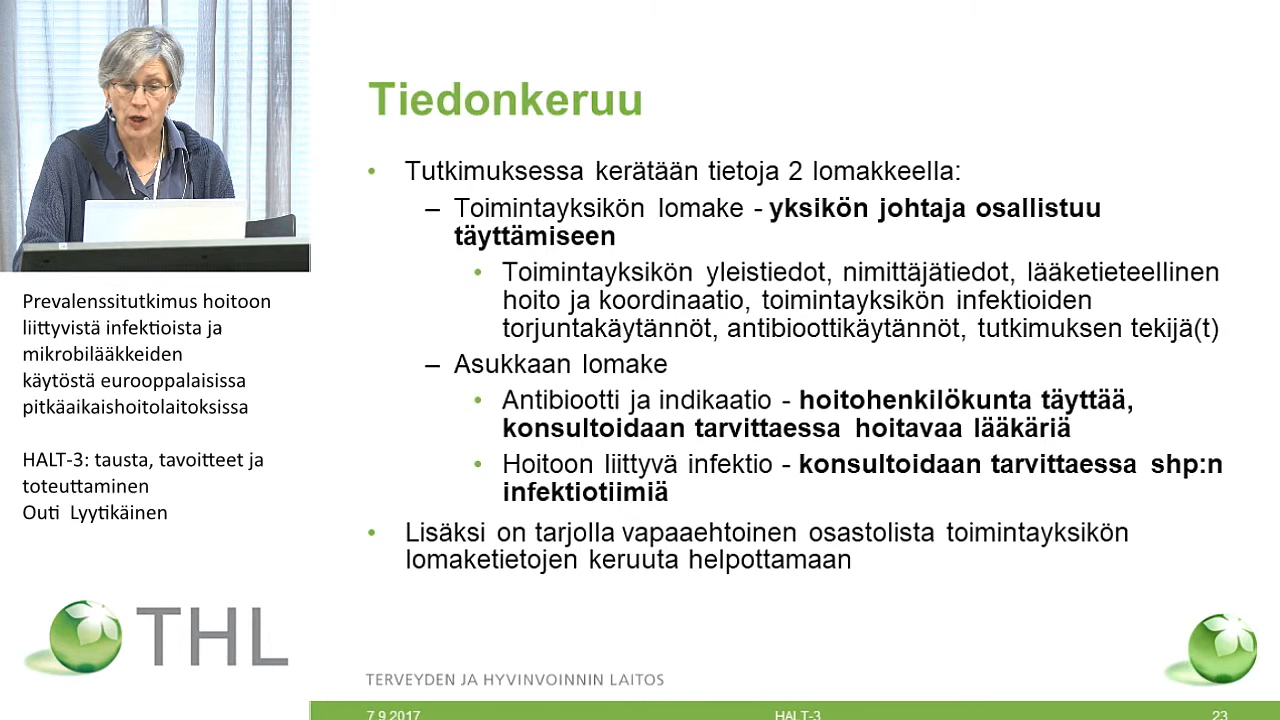 Tiedonkeruu
• Tutkimuksessa kerätään tietoja 2 lomakkeella:
– Toimintayksikön lomake - yksikön johtaja osallistuu
täyttämiseen
• Toimintayksikön yleistiedot, nimittäjätiedot, lääketieteellinen
hoito ja koordinaatio, toimintayksikön infektioiden
torjuntakäytännöt, antibioottikäytännöt, tutkimuksen tekijä(t)
– Asukkaan lomake
• Antibiootti ja indikaatio - hoitohenkilökunta täyttää,
konsultoidaan tarvittaessa hoitavaa lääkäriä
• Hoitoon liittyvä infektio - konsultoidaan tarvittaessa shp:n
infektiotiimiä
• Lisäksi on tarjolla vapaaehtoinen osastolista toimintayksikön
lomaketietojen keruuta helpottamaan
Prevalenssitutkimus hoitoon
liittyvistä infektioista ja
mikrobilääkkeiden
käytöstä eurooppalaisissa
pitkäaikaishoitolaitoksissa
HALT-3: tausta, tavoitteet ja
toteuttaminen
Outi Lyytikäinen
THL
TERVEYDEN JA HYVINVOINNIN LAITOS
7.9.2017
HALT-3
23